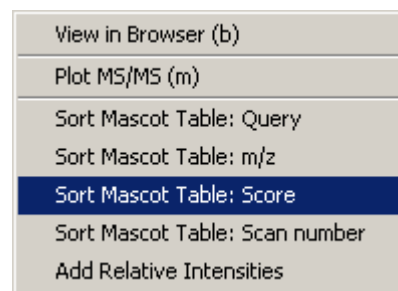 View in Browser (b)
Plot MS/MS (m)
Sort Mascot Table: Query
Sort Mascot Table: m/z
Sort Mascot Table: Score
Sort Mascot Table: Scan number
Add Relative Intensities